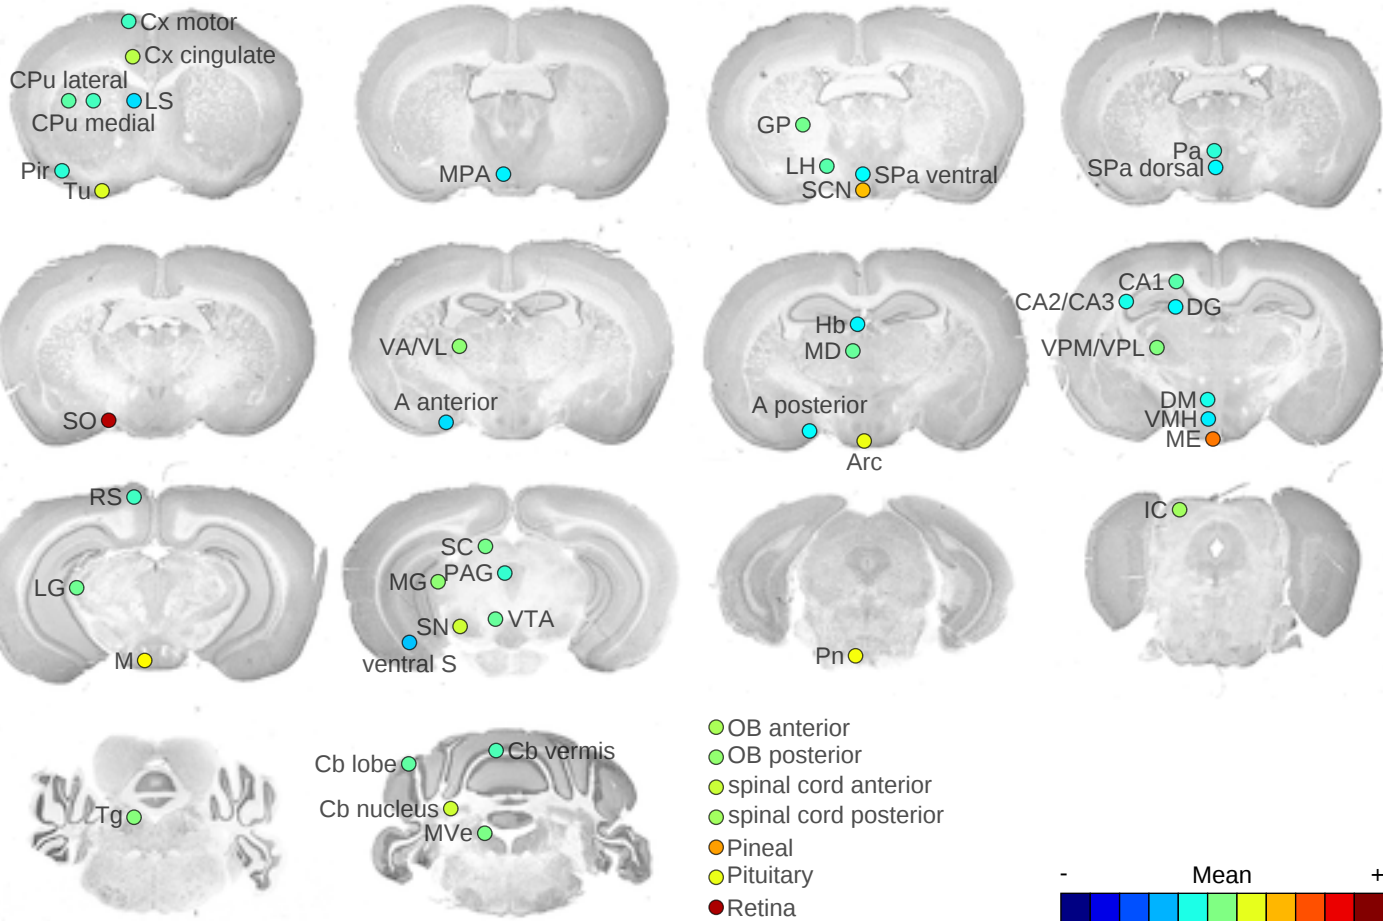 Cx motor
Cx cingulate
CPu lateral
LS
CPu medial
Pir
Tu
MPA
GP
LH
SPa ventral
SCN
Pa
SPa dorsal
SO
VA/VL
A anterior
Hb
MD
A posterior
Arc
CA1
CA2/CA3
DG
VPM/VPL
DM
VMH
ME
RS
LG
M
SC
PAG
MG
VTA
SN
ventral S
Pn
IC
Tg
Cb vermis
Cb lobe
Cb nucleus
MVe
OB anterior
OB posterior
spinal cord anterior
spinal cord posterior
Pineal
Pituitary
Retina
- Mean +